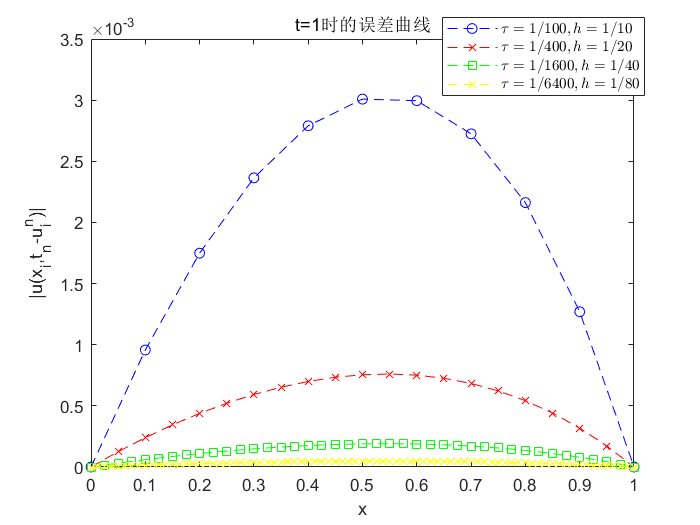 t=1时的误差曲线
×10⁻³
τ = 1/100, h = 1/10
τ = 1/400, h = 1/20
τ = 1/1600, h = 1/40
τ = 1/6400, h = 1/80
3.5
3
2.5
2
1.5
1
0.5
0
|u(xᵢ,tₙ-uᵢⁿ)|
0 0.1 0.2 0.3 0.4 0.5 0.6 0.7 0.8 0.9 1
x